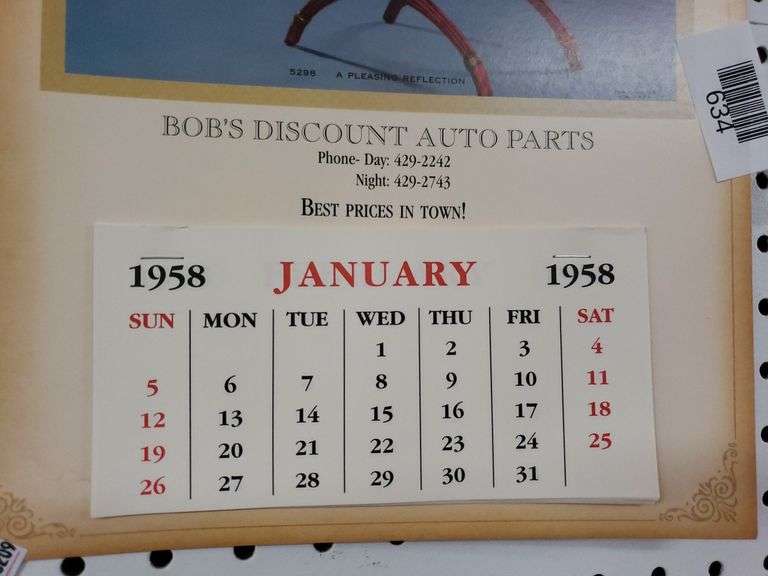 5298 A PLEASING REFLECTION
634
BOB'S DISCOUNT AUTO PARTS
Phone- Day: 429-2242
Night: 429-2743
BEST PRICES IN TOWN!
1958 JANUARY 1958
SUN MON TUE WED THU FRI SAT
1 2 3 4
5 6 7 8 9 10 11
12 13 14 15 16 17 18
19 20 21 22 23 24 25
26 27 28 29 30 31